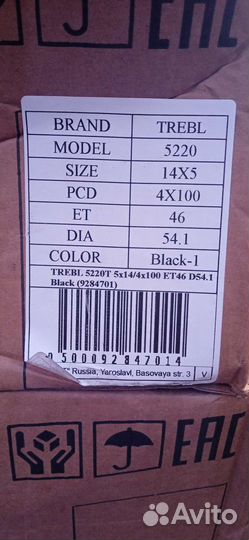 EAC
BRAND TREBL
MODEL 5220
SIZE 14X5
PCD 4X100
ET 46
DIA 54.1
COLOR Black-1
TREBL 5220T 5x14/4x100 ET46 D54.1
Black (9284701)
0500092847014
Russia, Yaroslavl, Basovaya str. 3 V
EAC
Avito